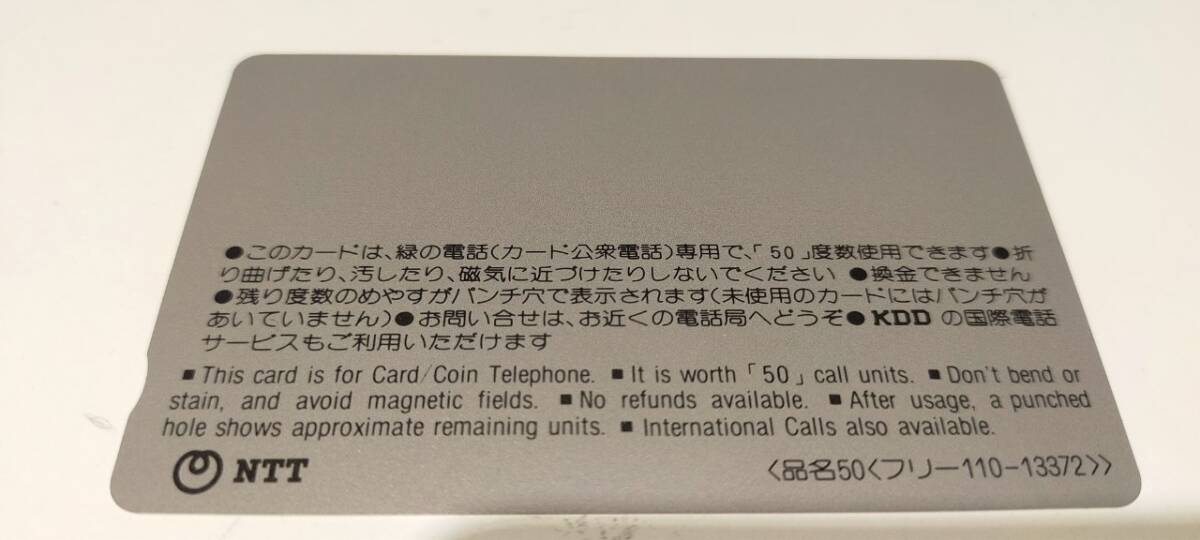 ●このカードは、緑の電話(カード公衆電話)専用で、「50」度数使用できます●折
り曲げたり、汚したり、磁気に近づけたりしないでください ●換金できません
●残り度数のめやすがパンチ穴で表示されます(未使用のカードにはパンチ穴が
あいていません)●お問い合せは、お近くの電話局へどうぞ● KDD の国際電話
サービスもご利用いただけます
■ This card is for Card/Coin Telephone. ■ It is worth「50」call units. ■ Don't bend or
stain, and avoid magnetic fields. ■ No refunds available. ■ After usage, a punched
hole shows approximate remaining units. ■ International Calls also available.
NTT 〈品名50〈フリー110-13372〉〉